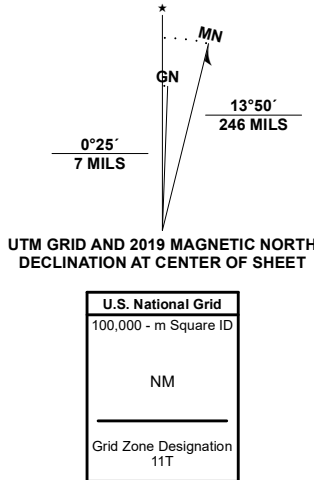 ★
MN
GN
13°50´
246 MILS
0°25´
7 MILS
UTM GRID AND 2019 MAGNETIC NORTH
DECLINATION AT CENTER OF SHEET
U.S. National Grid
100,000 - m Square ID
NM
Grid Zone Designation
11T